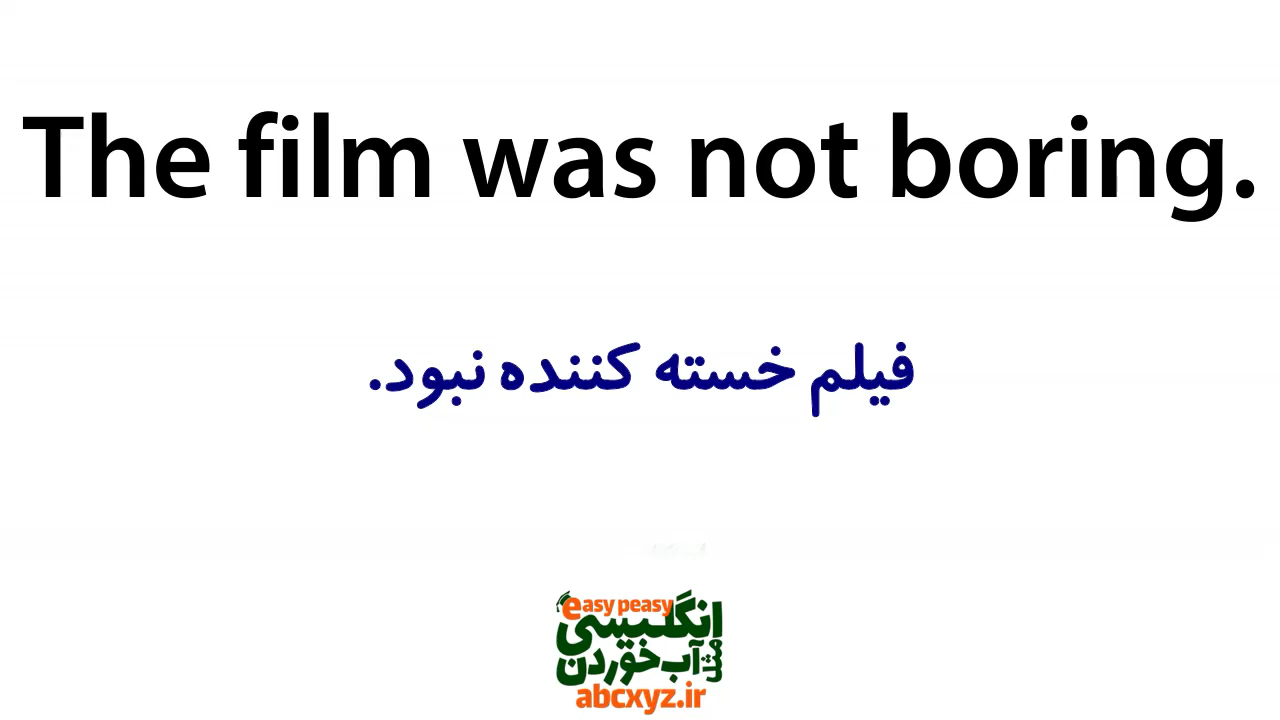 The film was not boring.
فیلم خسته کننده نبود.
easy peasy
انگلیسی
مثل آب خوردن
abcxyz.ir